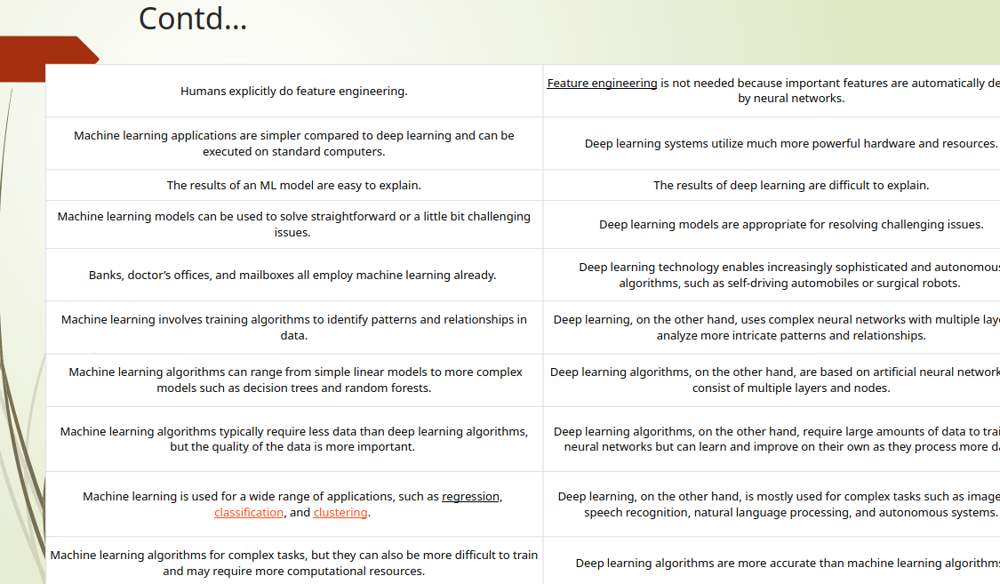 Contd...
Humans explicitly do feature engineering.
Feature engineering is not needed because important features are automatically
by neural networks.
Machine learning applications are simpler compared to deep learning and can be
executed on standard computers.
Deep learning systems utilize much more powerful hardware and resources.
The results of an ML model are easy to explain.
The results of deep learning are difficult to explain.
Machine learning models can be used to solve straightforward or a little bit challenging
issues.
Deep learning models are appropriate for resolving challenging issues.
Banks, doctor’s offices, and mailboxes all employ machine learning already.
Deep learning technology enables increasingly sophisticated and autonomous
algorithms, such as self-driving automobiles or surgical robots.
Machine learning involves training algorithms to identify patterns and relationships in
data.
Deep learning, on the other hand, uses complex neural networks with multiple
analyze more intricate patterns and relationships.
Machine learning algorithms can range from simple linear models to more complex
models such as decision trees and random forests.
Deep learning algorithms, on the other hand, are based on artificial neural
consist of multiple layers and nodes.
Machine learning algorithms typically require less data than deep learning algorithms,
but the quality of the data is more important.
Deep learning algorithms, on the other hand, require large amounts of data to
neural networks but can learn and improve on their own as they process more
Machine learning is used for a wide range of applications, such as regression,
classification, and clustering.
Deep learning, on the other hand, is mostly used for complex tasks such as image
speech recognition, natural language processing, and autonomous systems.
Machine learning algorithms for complex tasks, but they can also be more difficult to train
and may require more computational resources.
Deep learning algorithms are more accurate than machine learning algorithms